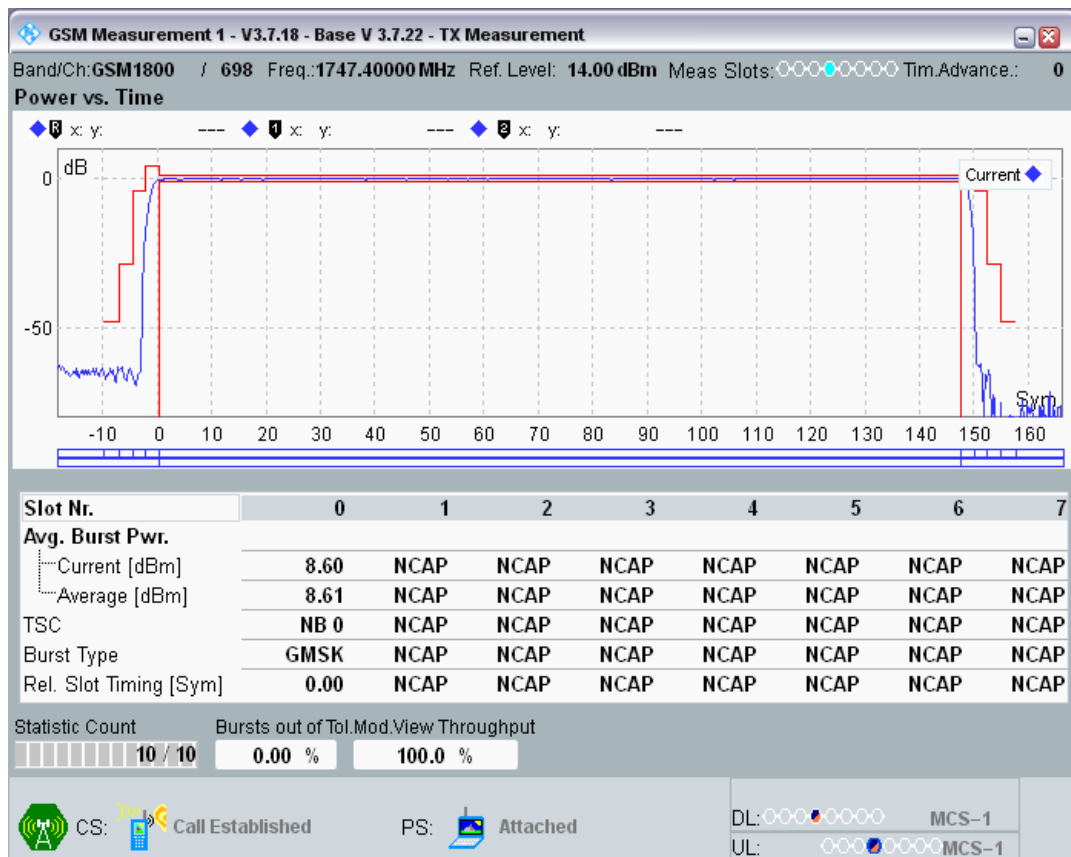 GSM Measurement 1 - V3.7.18 - Base V 3.7.22 - TX Measurement
Band/Ch:GSM1800 / 698 Freq.:1747.40000 MHz Ref. Level: 14.00 dBm Meas Slots: Tim.Advance.: 0
Power vs. Time
R x: y: --- 1 x: y: --- 2 x: y: ---
dB
Current
0
-50
Sym
-10 0 10 20 30 40 50 60 70 80 90 100 110 120 130 140 150 160
Slot Nr. 0 1 2 3 4 5 6 7
Avg. Burst Pwr.
Current [dBm] 8.60 NCAP NCAP NCAP NCAP NCAP NCAP NCAP
Average [dBm] 8.61 NCAP NCAP NCAP NCAP NCAP NCAP NCAP
TSC NB 0 NCAP NCAP NCAP NCAP NCAP NCAP NCAP
Burst Type GMSK NCAP NCAP NCAP NCAP NCAP NCAP NCAP
Rel. Slot Timing [Sym] 0.00 NCAP NCAP NCAP NCAP NCAP NCAP NCAP
Statistic Count Bursts out of Tol.Mod.View Throughput
10 / 10 0.00 % 100.0 %
CS: Call Established PS: Attached
DL: MCS-1
UL: MCS-1